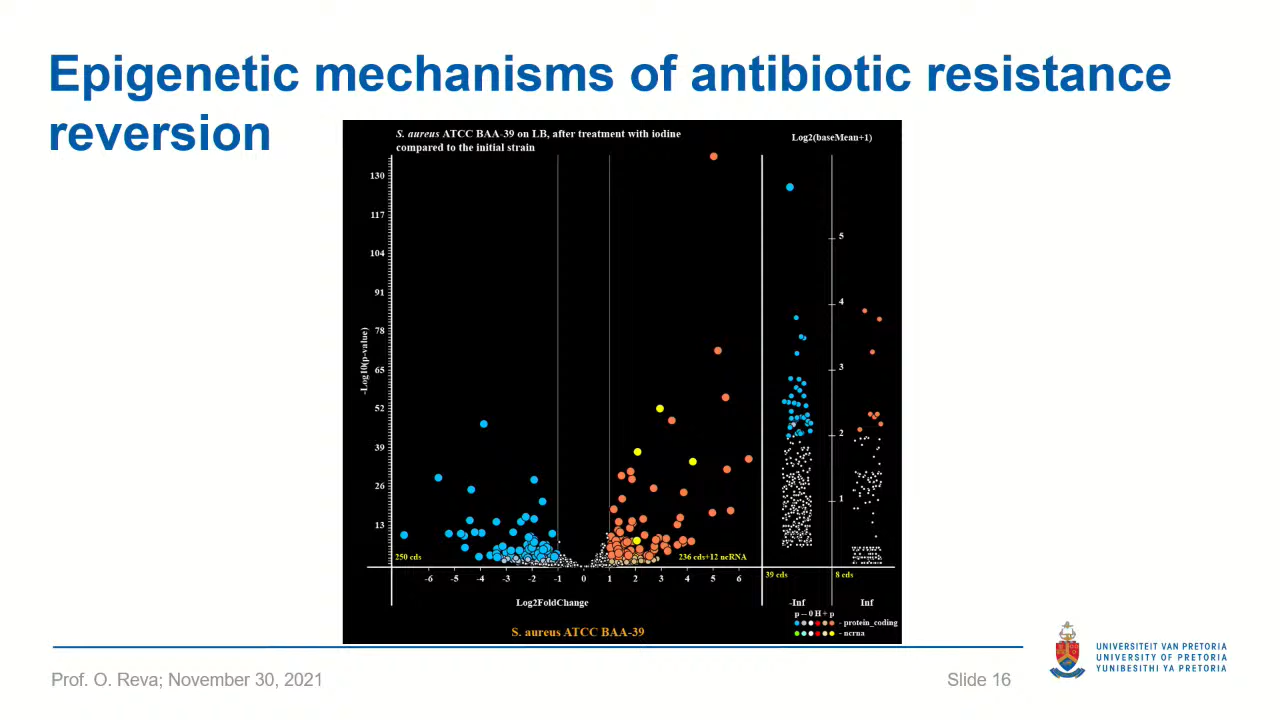 Epigenetic mechanisms of antibiotic resistance
reversion
S. aureus ATCC BAA-39 on LB, after treatment with iodine
compared to the initial strain
Log2(baseMean+1)
130
117
104
91
78
65
52
39
26
13
-Log10(p-value)
5
4
3
2
1
250 cds
236 cds+12 ncRNA
39 cds
8 cds
-6 -5 -4 -3 -2 -1 0 1 2 3 4 5 6
Log2FoldChange
-Inf
Inf
p -- 0 H + p
- protein_coding
- ncrna
S. aureus ATCC BAA-39
UNIVERSITEIT VAN PRETORIA
UNIVERSITY OF PRETORIA
YUNIBESITHI YA PRETORIA
Prof. O. Reva; November 30, 2021
Slide 16